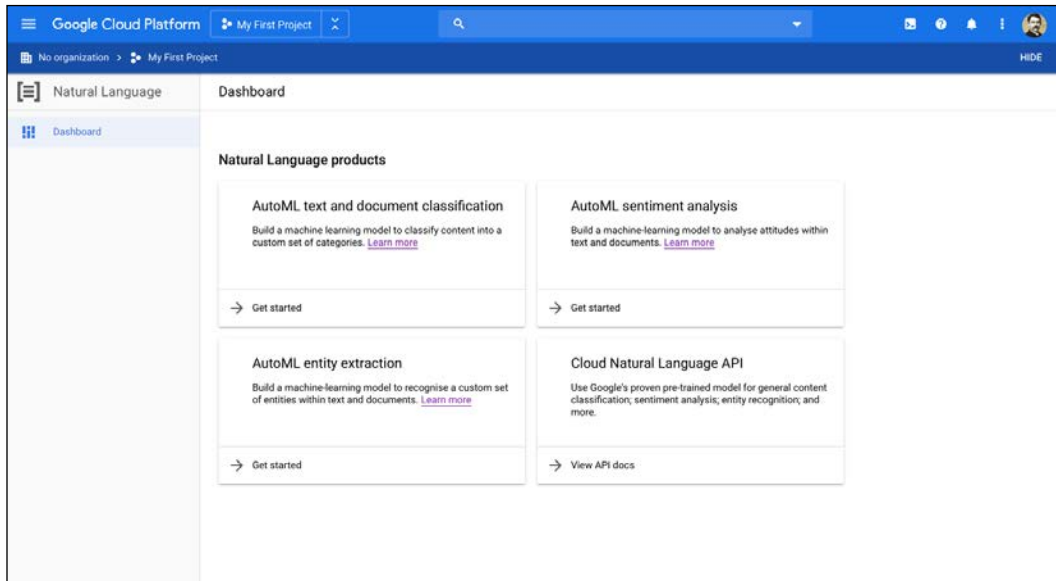 Google Cloud Platform My First Project
No organization > My First Project HIDE
Natural Language Dashboard
Dashboard
Natural Language products
AutoML text and document classification
Build a machine learning model to classify content into a
custom set of categories. Learn more
Get started
AutoML sentiment analysis
Build a machine-learning model to analyse attitudes within
text and documents. Learn more
Get started
AutoML entity extraction
Build a machine-learning model to recognise a custom set
of entities within text and documents. Learn more
Get started
Cloud Natural Language API
Use Google's proven pre-trained model for general content
classification; sentiment analysis; entity recognition; and
more.
View API docs